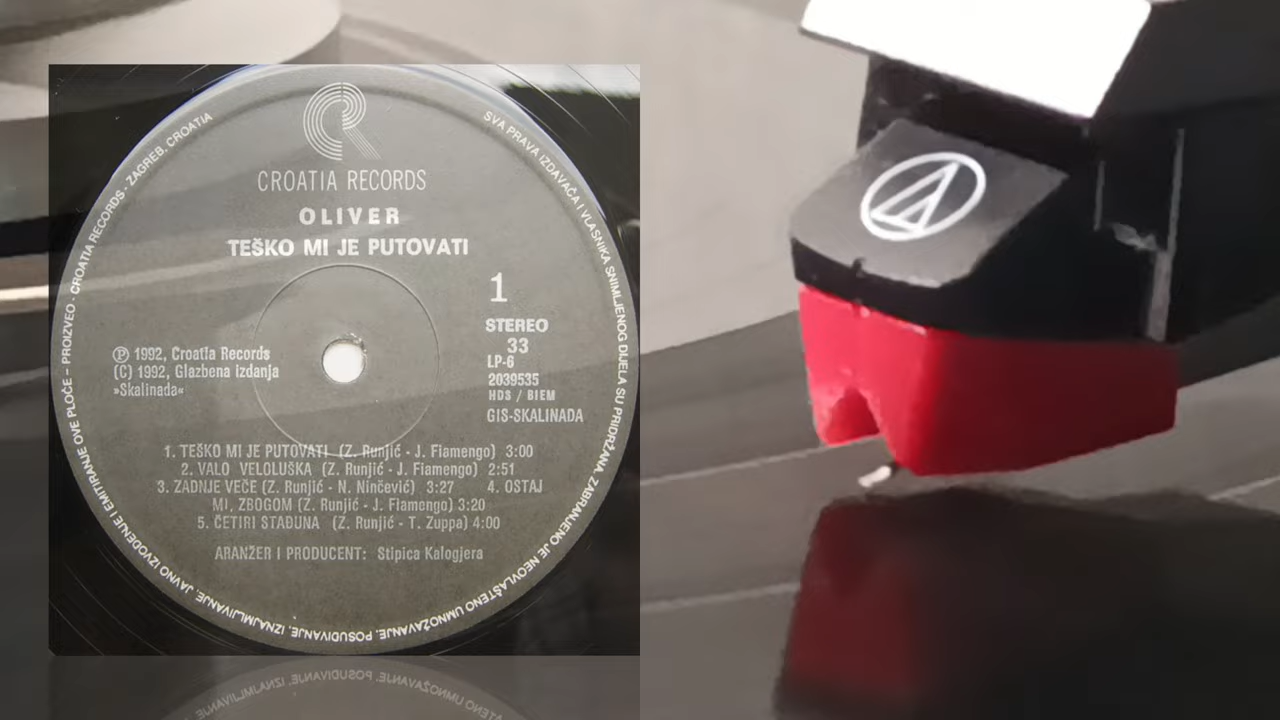 CROATIA RECORDS
OLIVER
TEŠKO MI JE PUTOVATI
1
STEREO
33
LP-6
2039535
HDS / BIEM
GIS-SKALINADA
Ⓟ 1992, Croatia Records
(C) 1992, Glazbena izdanja
»Skalinada«
1. TEŠKO MI JE PUTOVATI (Z. Runjić - J. Fiamengo) 3:00
2. VALO VELOLUŠKA (Z. Runjić - J. Fiamengo) 2:51
3. ZADNJE VEČE (Z. Runjić - N. Ninčević) 3:27 4. OSTAJ
MI, ZBOGOM (Z. Runjić - J. Fiamengo) 3:20
5. ČETIRI STAĐUNA (Z. Runjić - T. Zuppa) 4:00
ARANŽER I PRODUCENT: Stipica Kalogjera
PROIZVEO - CROATIA RECORDS - ZAGREB, CROATIA
SVA PRAVA IZDAVAČA I VLASNIKA SNIMLJENOG DIJELA SU PRIDRŽANA. ZABRANJENO JE NEOVLAŠTENO UMNOŽAVANJE, POSUĐIVANJE, IZNAJMLJIVANJE, JAVNO IZVOĐENJE I EMITIRANJE OVE PLOČE –